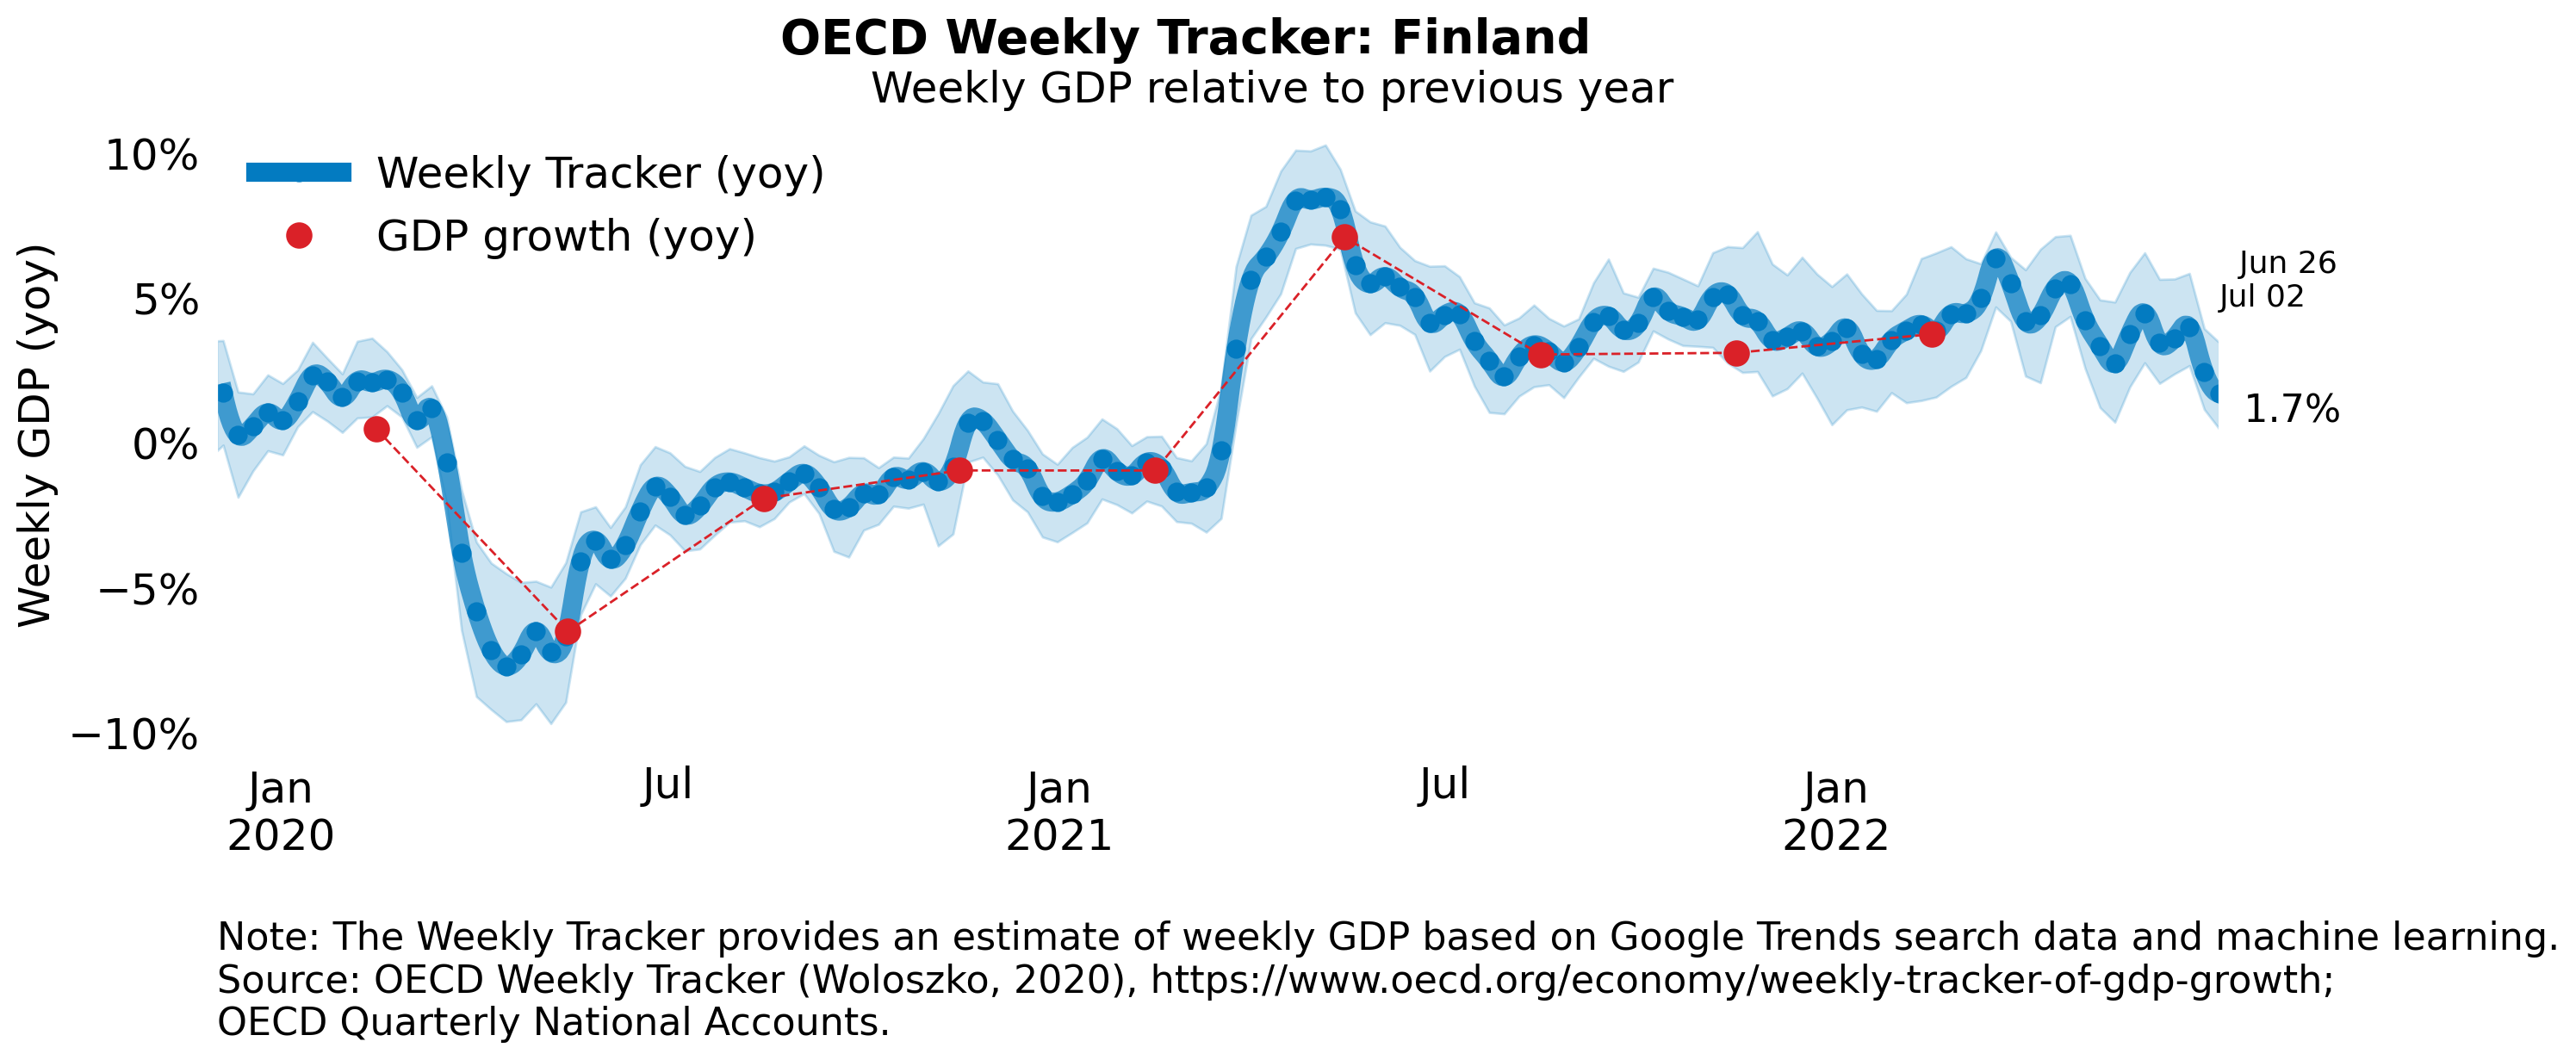 OECD Weekly Tracker: Finland
Weekly GDP relative to previous year
Weekly GDP (yoy)
10%
5%
0%
−5%
−10%
Weekly Tracker (yoy)
GDP growth (yoy)
Jun 26
Jul 02
1.7%
Jan
2020
Jul
Jan
2021
Jul
Jan
2022
Note: The Weekly Tracker provides an estimate of weekly GDP based on Google Trends search data and machine learning.
Source: OECD Weekly Tracker (Woloszko, 2020), https://www.oecd.org/economy/weekly-tracker-of-gdp-growth;
OECD Quarterly National Accounts.